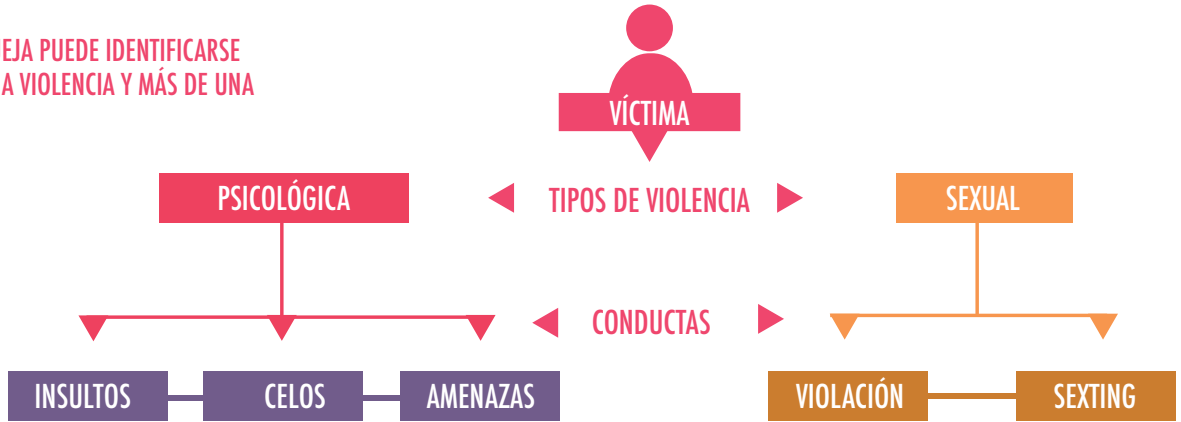 EJA PUEDE IDENTIFICARSE
A VIOLENCIA Y MÁS DE UNA
VÍCTIMA
PSICOLÓGICA
TIPOS DE VIOLENCIA
SEXUAL
CONDUCTAS
INSULTOS
CELOS
AMENAZAS
VIOLACIÓN
SEXTING